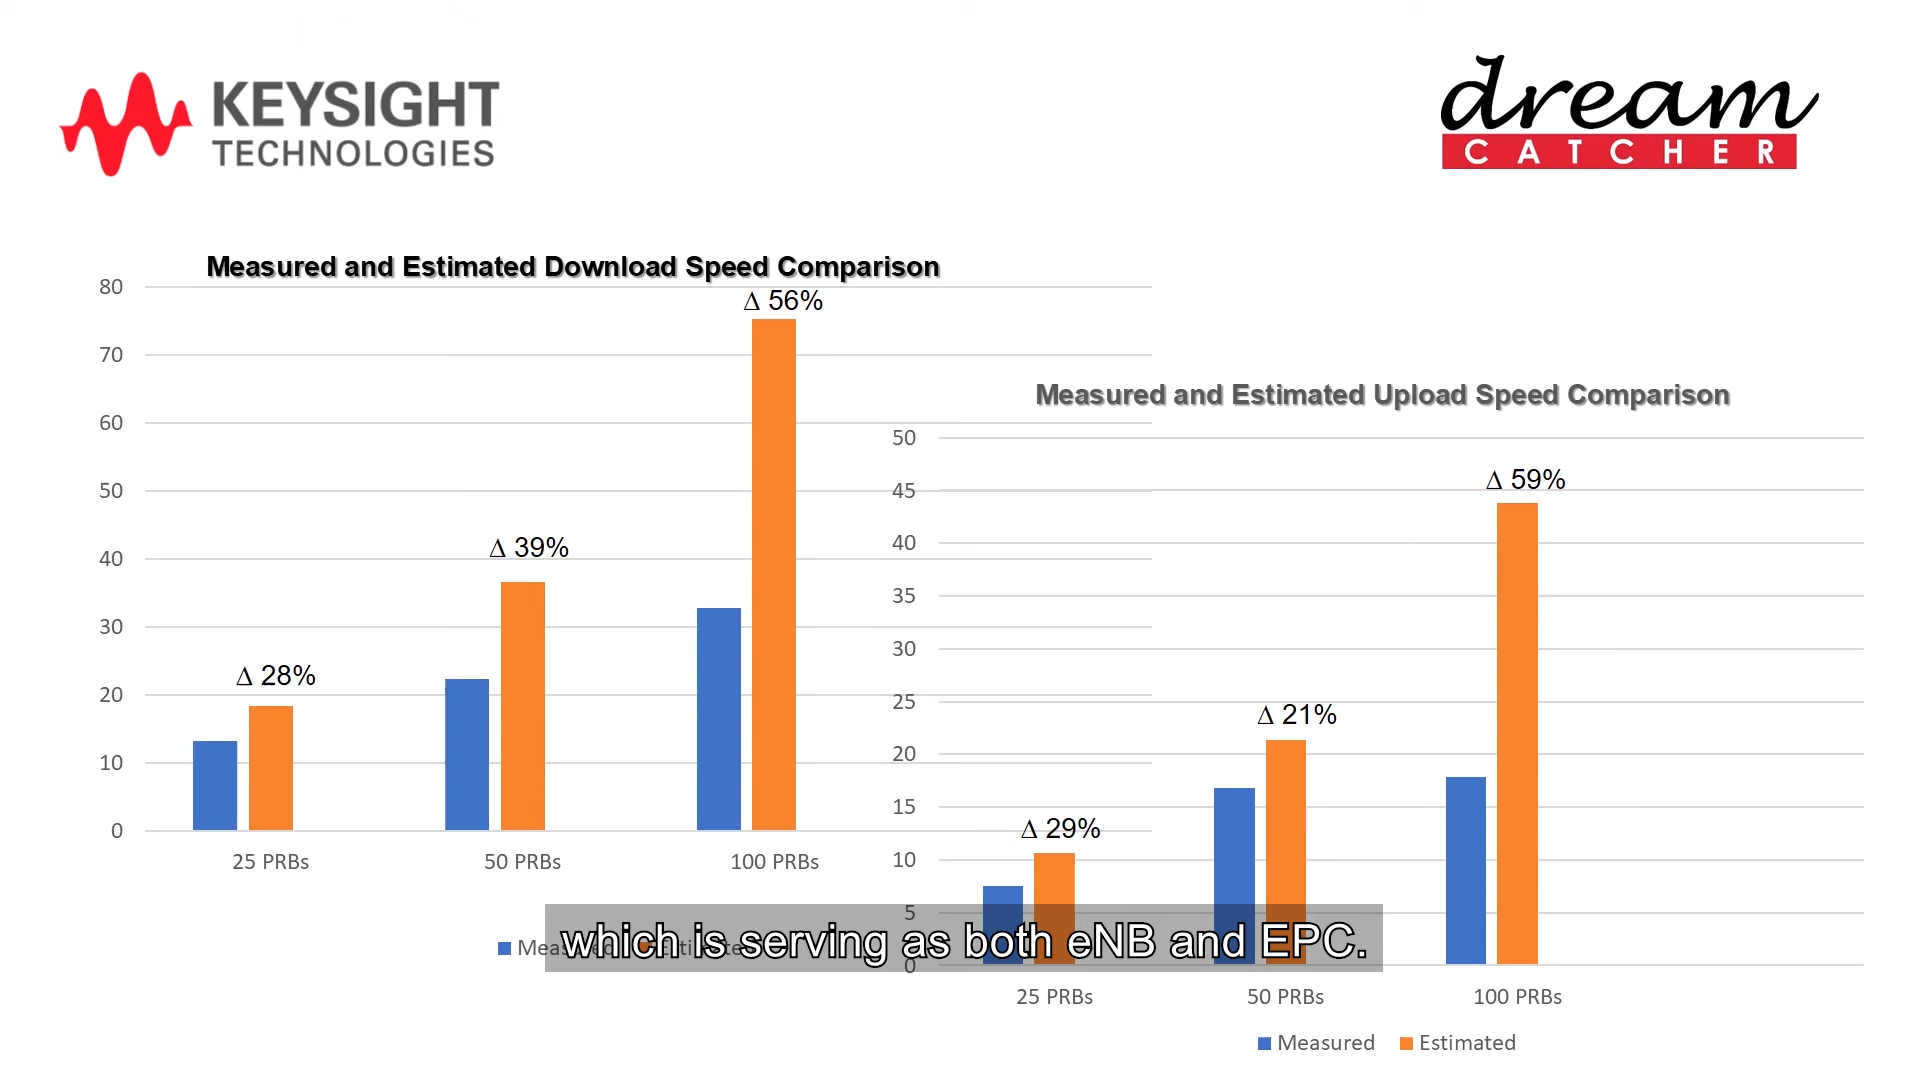 KEYSIGHT
TECHNOLOGIES
dream
CATCHER
Measured and Estimated Download Speed Comparison
80
70
60
50
40
30
20
10
0
Δ 28%
Δ 39%
Δ 56%
25 PRBs
50 PRBs
100 PRBs
Measured and Estimated Upload Speed Comparison
50
45
40
35
30
25
20
15
10
5
0
Δ 29%
Δ 21%
Δ 59%
which is serving as both eNB and EPC.
25 PRBs
50 PRBs
100 PRBs
Measured
Estimated